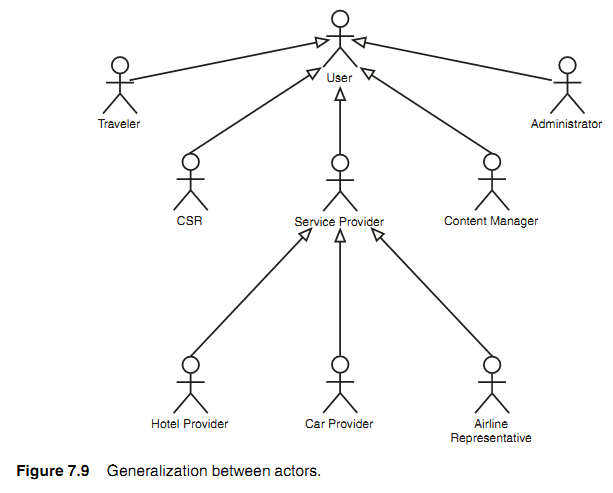 User
Traveler
Administrator
CSR
Service Provider
Content Manager
Hotel Provider
Car Provider
Airline
Representative
Figure 7.9 Generalization between actors.